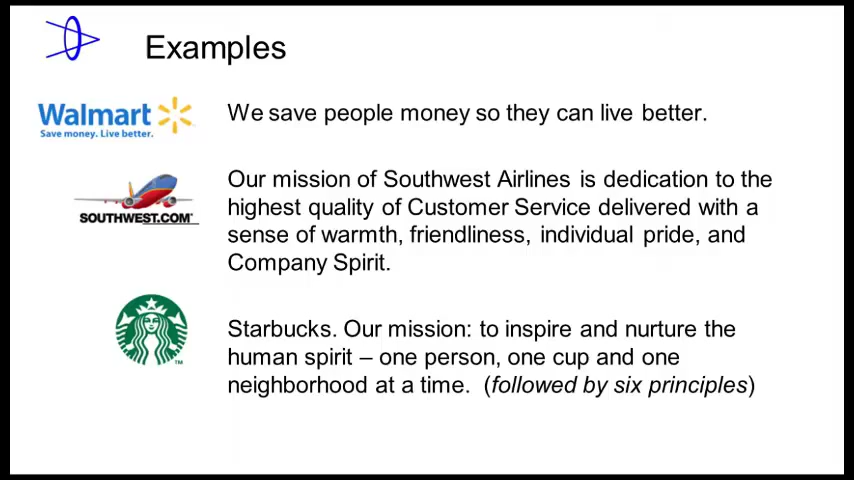 Examples
Walmart
Save money. Live better.
We save people money so they can live better.
SOUTHWEST.COM®
Our mission of Southwest Airlines is dedication to the
highest quality of Customer Service delivered with a
sense of warmth, friendliness, individual pride, and
Company Spirit.
TM
Starbucks. Our mission: to inspire and nurture the
human spirit – one person, one cup and one
neighborhood at a time.  (followed by six principles)